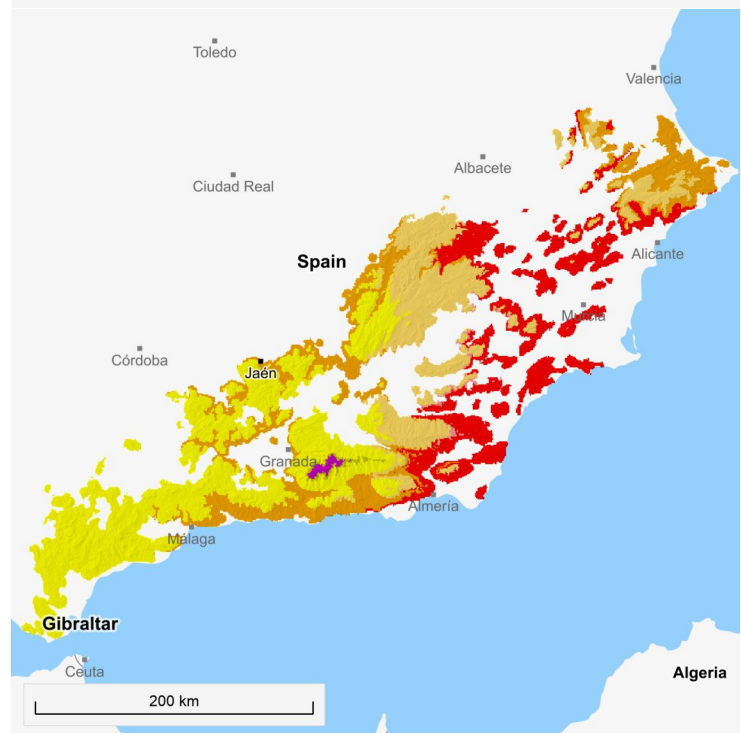 Toledo
Valencia
Albacete
Ciudad Real
Alicante
Spain
Murcia
Córdoba
Jaén
Granada
Almería
Málaga
Gibraltar
Ceuta
Algeria
200 km